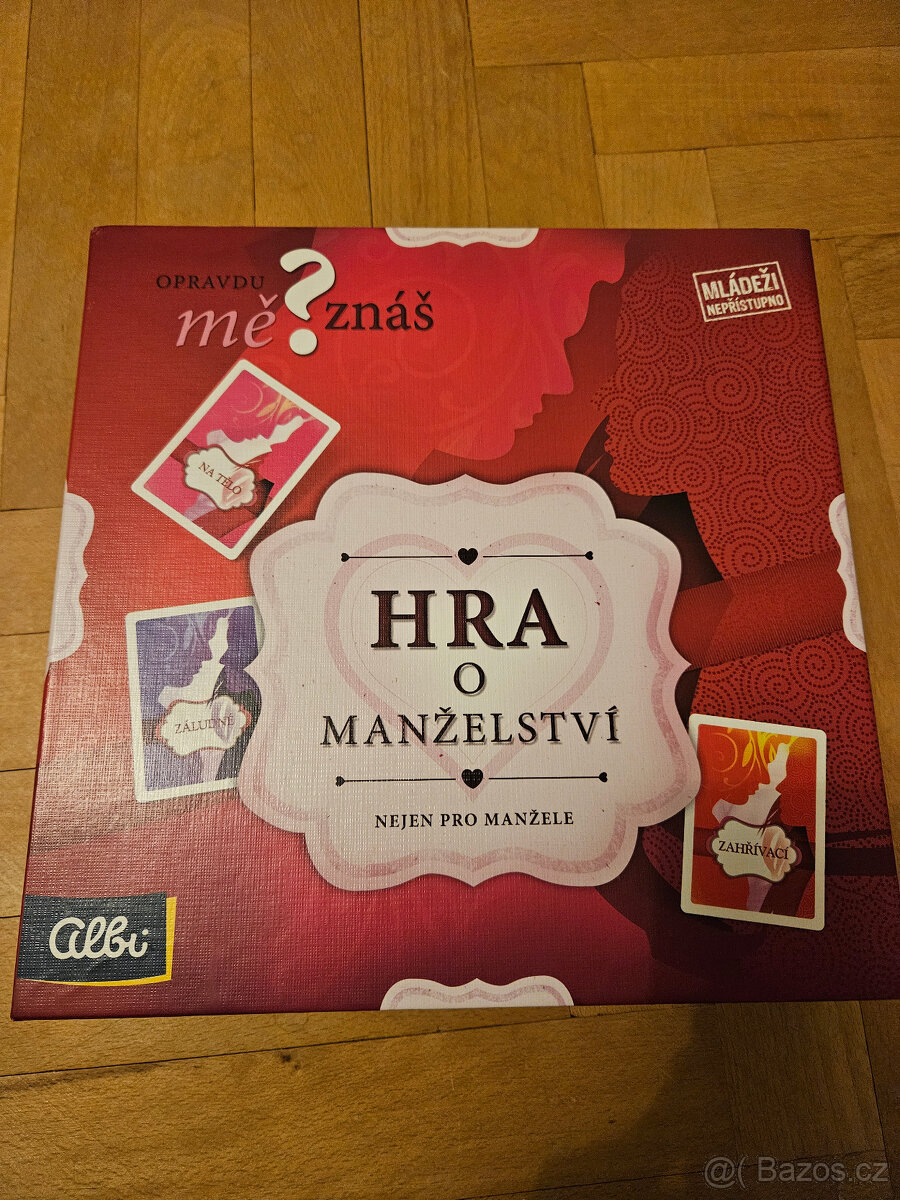 OPRAVDU
mě ? znáš
MLÁDEŽI
NEPŘÍSTUPNO
NA TĚLO
HRA
O
MANŽELSTVÍ
NEJEN PRO MANŽELE
ZÁLUDNÉ
ZAHŘÍVACÍ
albi
@( Bazos.cz